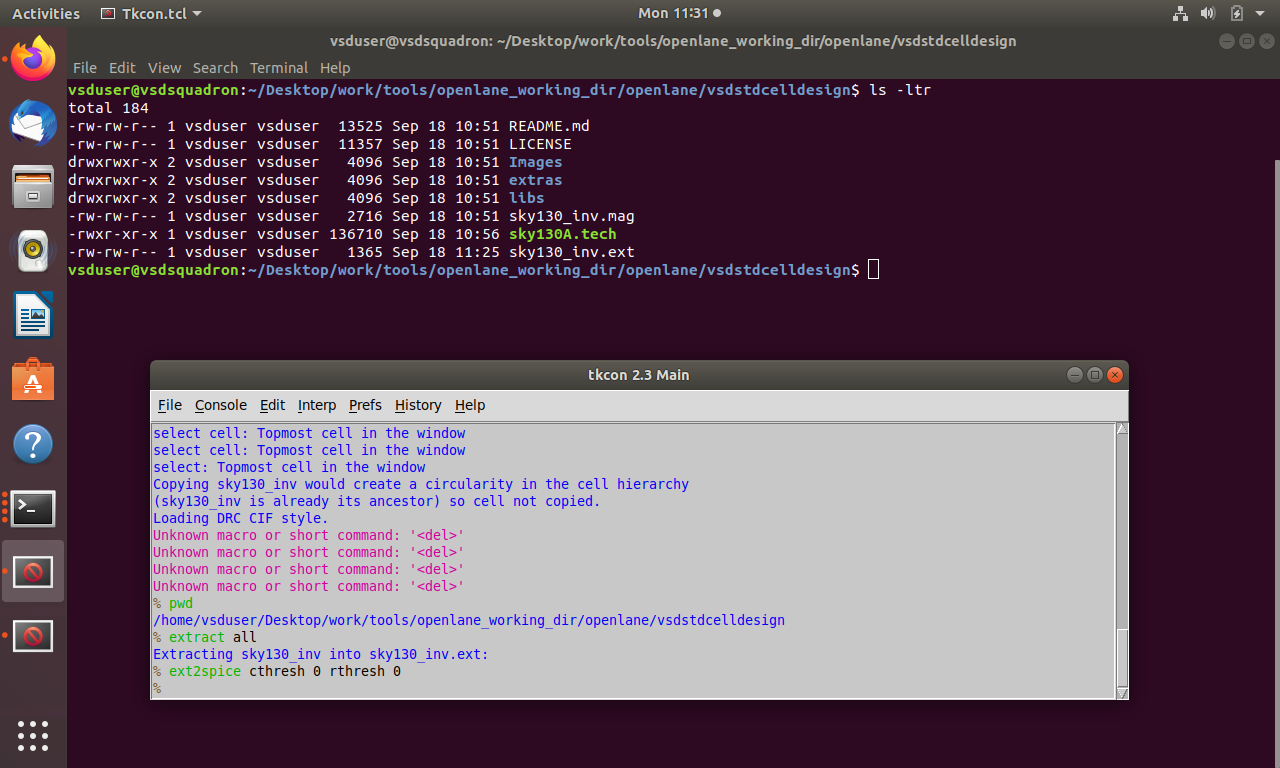 Activities Tkcon.tcl Mon 11:31
vsduser@vsdsquadron: ~/Desktop/work/tools/openlane_working_dir/openlane/vsdstdcelldesign
File Edit View Search Terminal Help
vsduser@vsdsquadron:~/Desktop/work/tools/openlane_working_dir/openlane/vsdstdcelldesign$ ls -ltr
total 184
-rw-rw-r-- 1 vsduser vsduser  13525 Sep 18 10:51 README.md
-rw-rw-r-- 1 vsduser vsduser  11357 Sep 18 10:51 LICENSE
drwxrwxr-x 2 vsduser vsduser   4096 Sep 18 10:51 Images
drwxrwxr-x 2 vsduser vsduser   4096 Sep 18 10:51 extras
drwxrwxr-x 2 vsduser vsduser   4096 Sep 18 10:51 libs
-rw-rw-r-- 1 vsduser vsduser   2716 Sep 18 10:51 sky130_inv.mag
-rwxr-xr-x 1 vsduser vsduser 136710 Sep 18 10:56 sky130A.tech
-rw-rw-r-- 1 vsduser vsduser   1365 Sep 18 11:25 sky130_inv.ext
vsduser@vsdsquadron:~/Desktop/work/tools/openlane_working_dir/openlane/vsdstdcelldesign$
tkcon 2.3 Main
File Console Edit Interp Prefs History Help
select cell: Topmost cell in the window
select cell: Topmost cell in the window
select: Topmost cell in the window
Copying sky130_inv would create a circularity in the cell hierarchy
(sky130_inv is already its ancestor) so cell not copied.
Loading DRC CIF style.
Unknown macro or short command: '<del>'
Unknown macro or short command: '<del>'
Unknown macro or short command: '<del>'
Unknown macro or short command: '<del>'
% pwd
/home/vsduser/Desktop/work/tools/openlane_working_dir/openlane/vsdstdcelldesign
% extract all
Extracting sky130_inv into sky130_inv.ext:
% ext2spice cthresh 0 rthresh 0
%